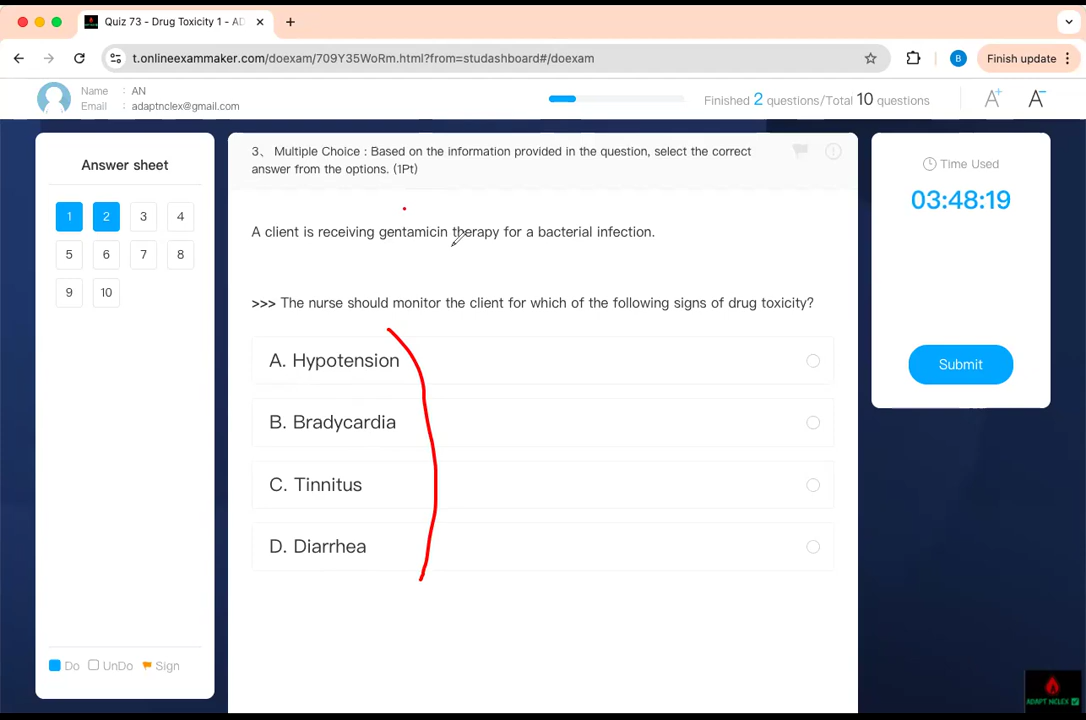 Quiz 73 - Drug Toxicity 1 - AD
t.onlineexammaker.com/doexam/709Y35WoRm.html?from=studashboard#/doexam
B
Finish update
Name : AN
Email : adaptnclex@gmail.com
Finished 2 questions/Total 10 questions
A+ A-
Answer sheet
1 2 3 4
5 6 7 8
9 10
Do UnDo Sign
3、 Multiple Choice : Based on the information provided in the question, select the correct
answer from the options. (1Pt)
A client is receiving gentamicin therapy for a bacterial infection.
>>> The nurse should monitor the client for which of the following signs of drug toxicity?
A. Hypotension
B. Bradycardia
C. Tinnitus
D. Diarrhea
Time Used
03:48:19
Submit
ADAPT NCLEX